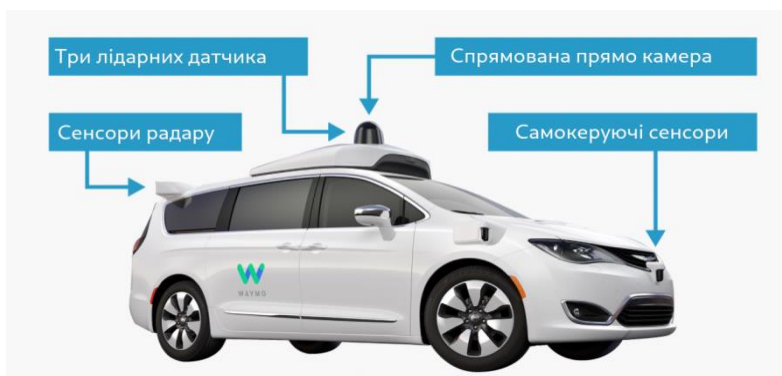 Три лідарних датчика
Спрямована прямо камера
Сенсори радару
Самокеруючі сенсори
WAYMO